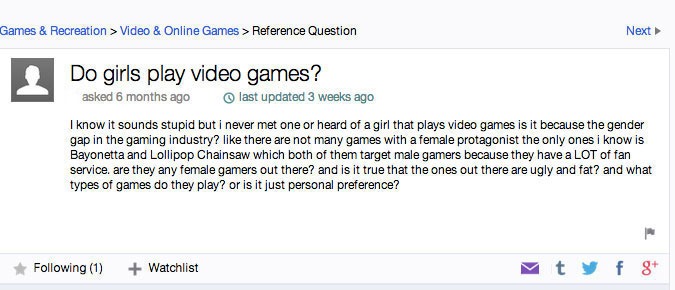 Games & Recreation > Video & Online Games > Reference Question Next
Do girls play video games?
asked 6 months ago last updated 3 weeks ago
I know it sounds stupid but i never met one or heard of a girl that plays video games is it because the gender
gap in the gaming industry? like there are not many games with a female protagonist the only ones i know is
Bayonetta and Lollipop Chainsaw which both of them target male gamers because they have a LOT of fan
service. are they any female gamers out there? and is it true that the ones out there are ugly and fat? and what
types of games do they play? or is it just personal preference?
Following (1) Watchlist t f g+